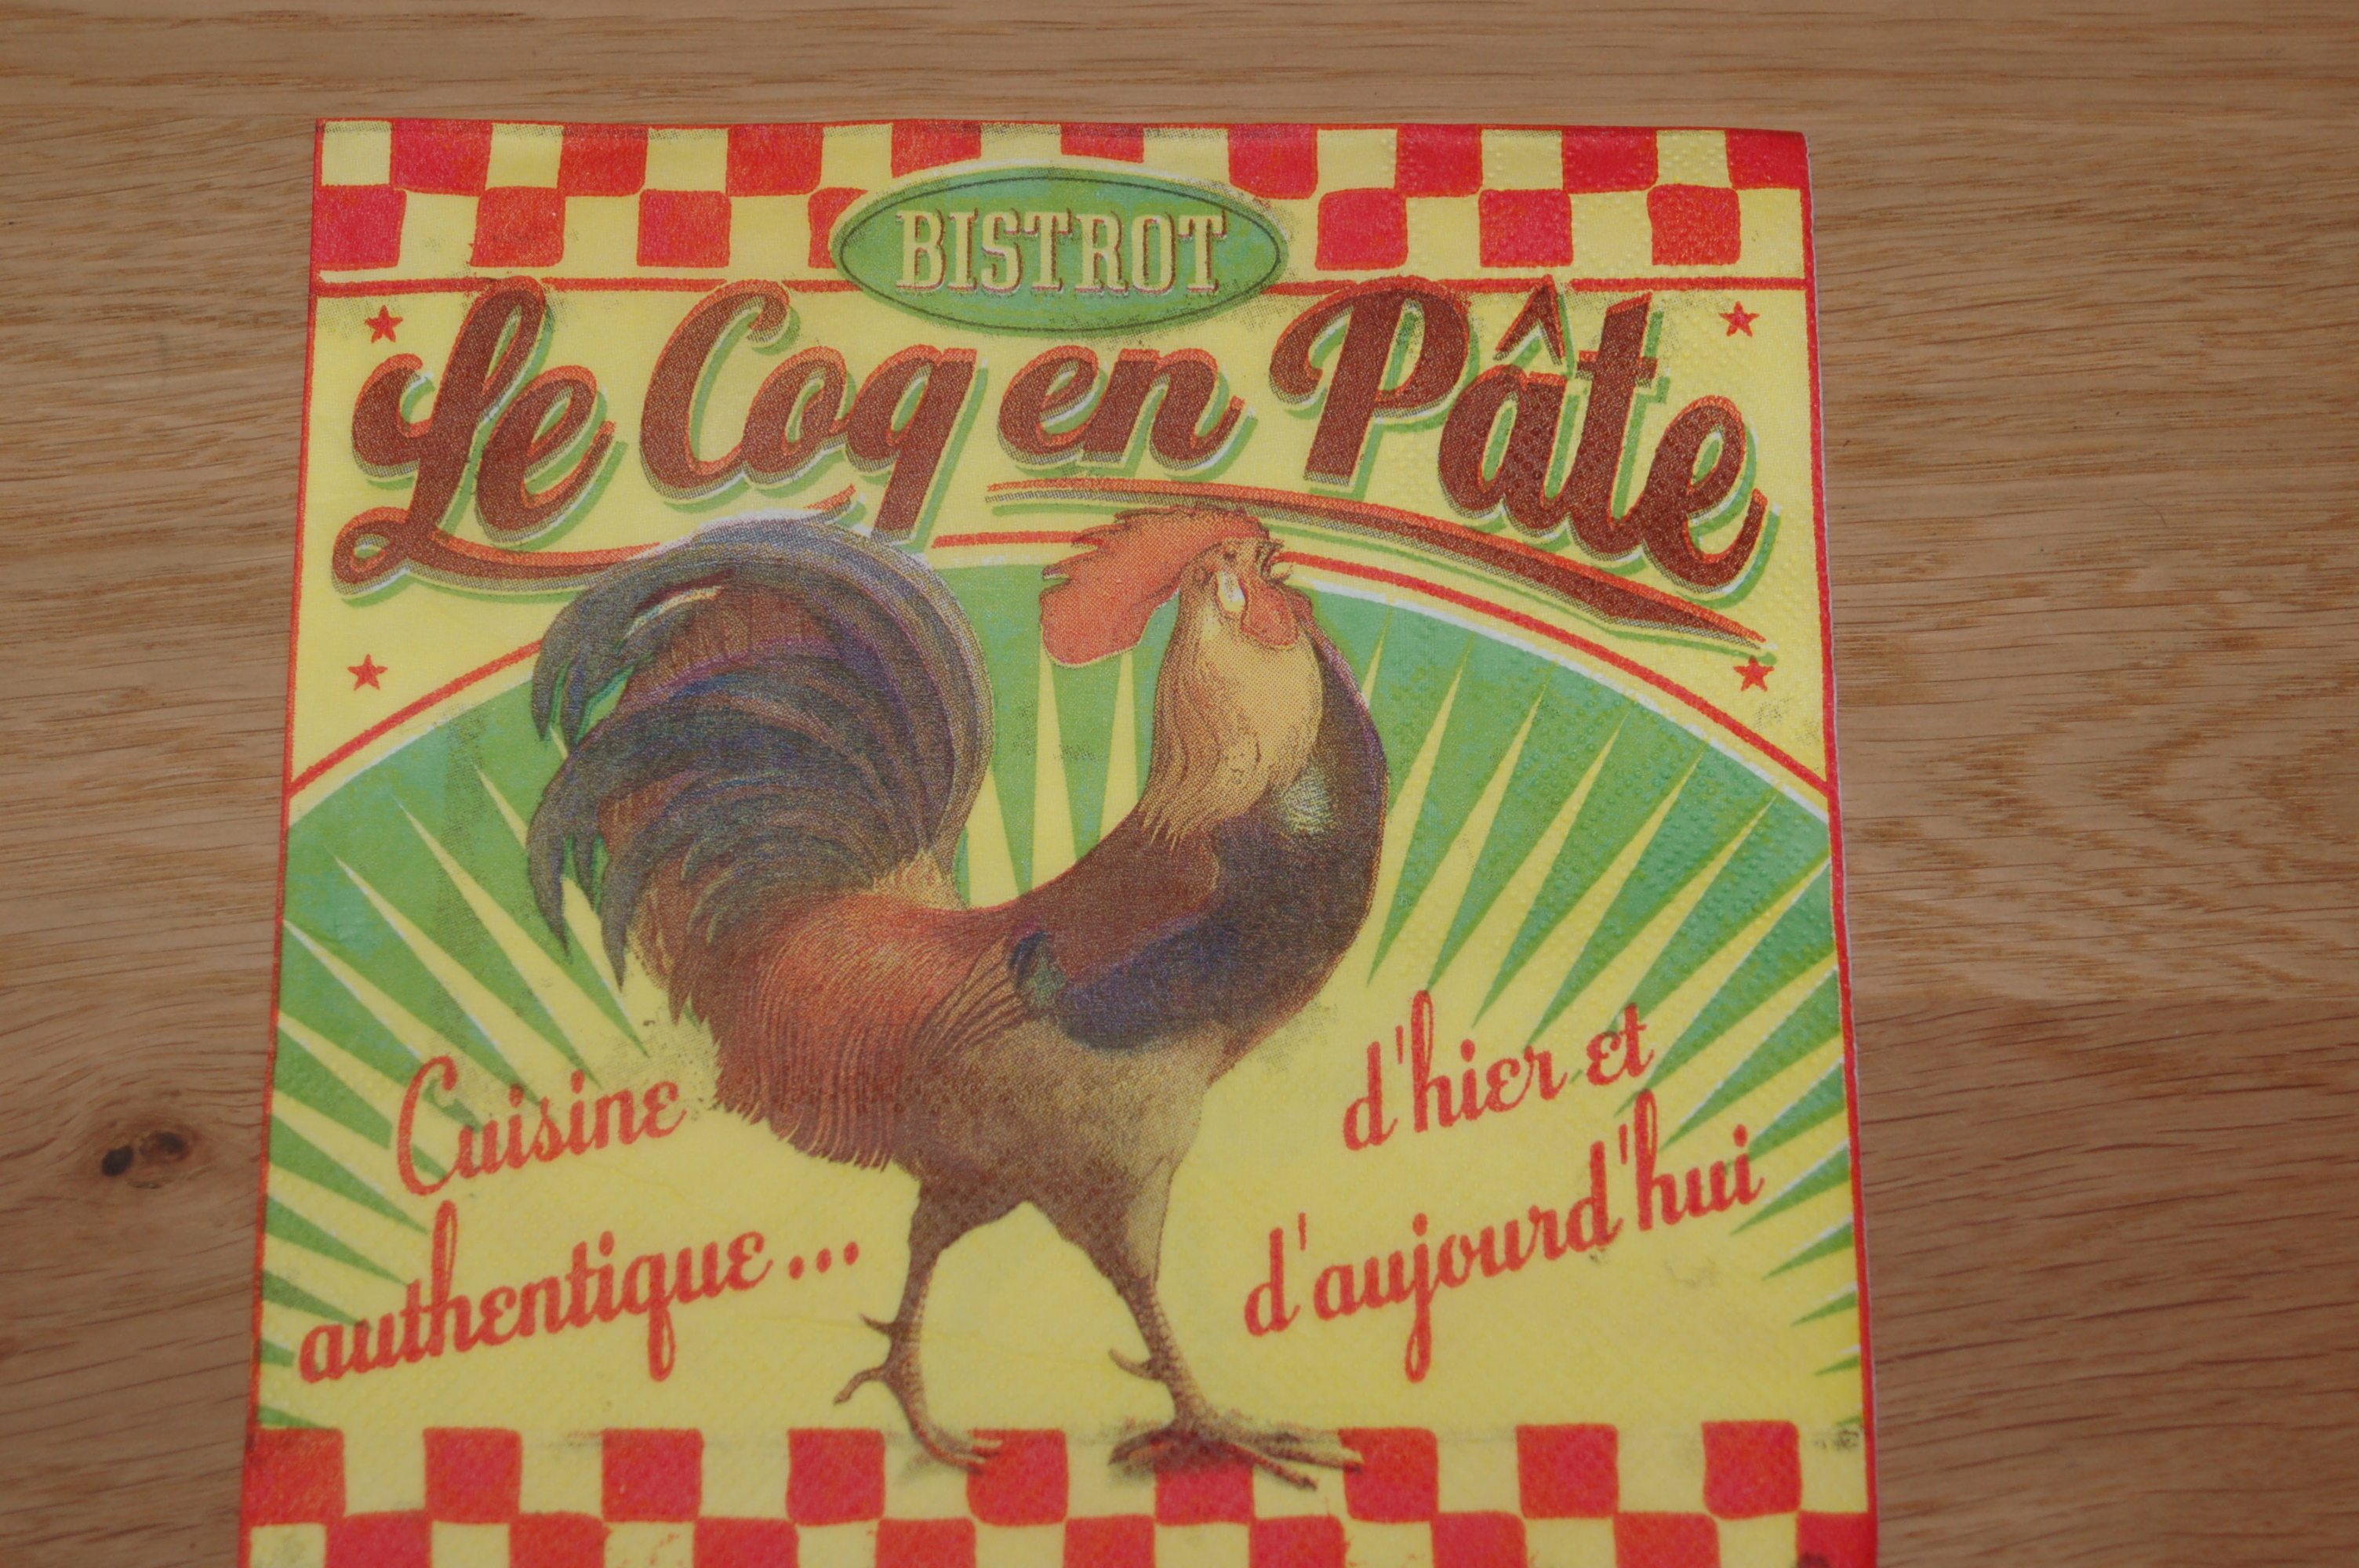 BISTROT
Le Coq en Pâte
Cuisine
authentique...
d'hier et
d'aujourd'hui